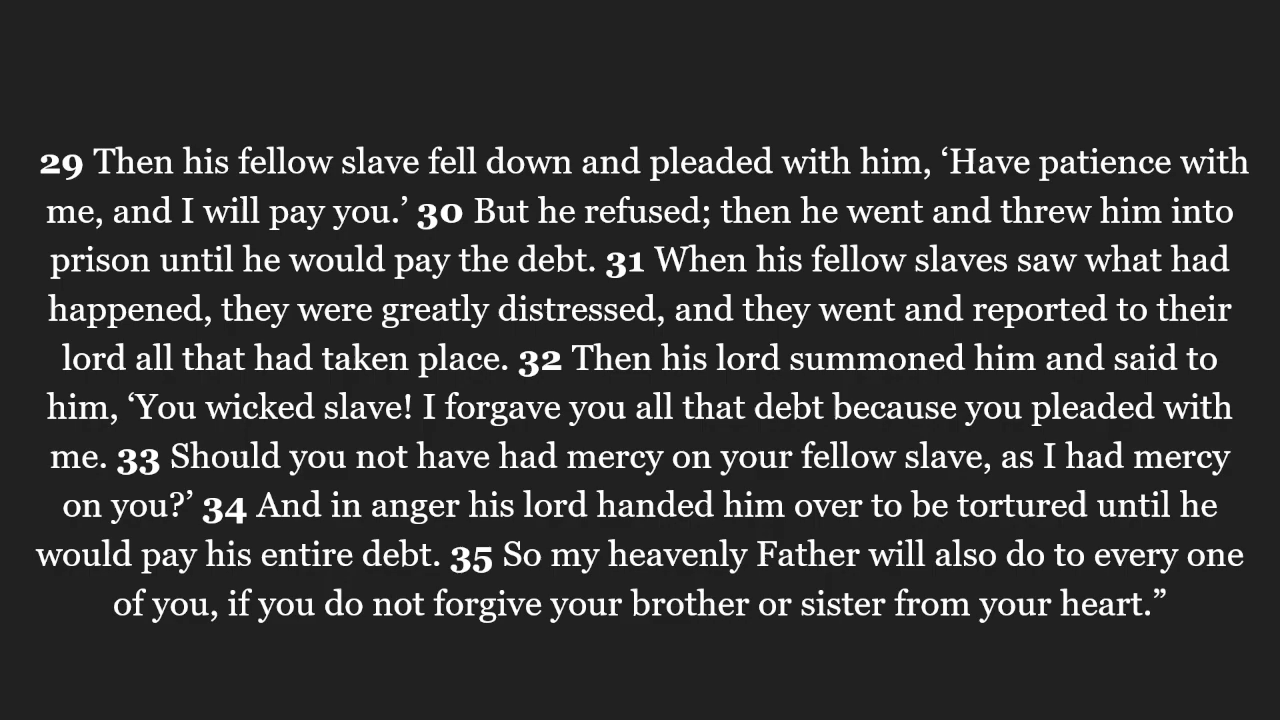 29 Then his fellow slave fell down and pleaded with him, ‘Have patience with
me, and I will pay you.’ 30 But he refused; then he went and threw him into
prison until he would pay the debt. 31 When his fellow slaves saw what had
happened, they were greatly distressed, and they went and reported to their
lord all that had taken place. 32 Then his lord summoned him and said to
him, ‘You wicked slave! I forgave you all that debt because you pleaded with
me. 33 Should you not have had mercy on your fellow slave, as I had mercy
on you?’ 34 And in anger his lord handed him over to be tortured until he
would pay his entire debt. 35 So my heavenly Father will also do to every one
of you, if you do not forgive your brother or sister from your heart.”